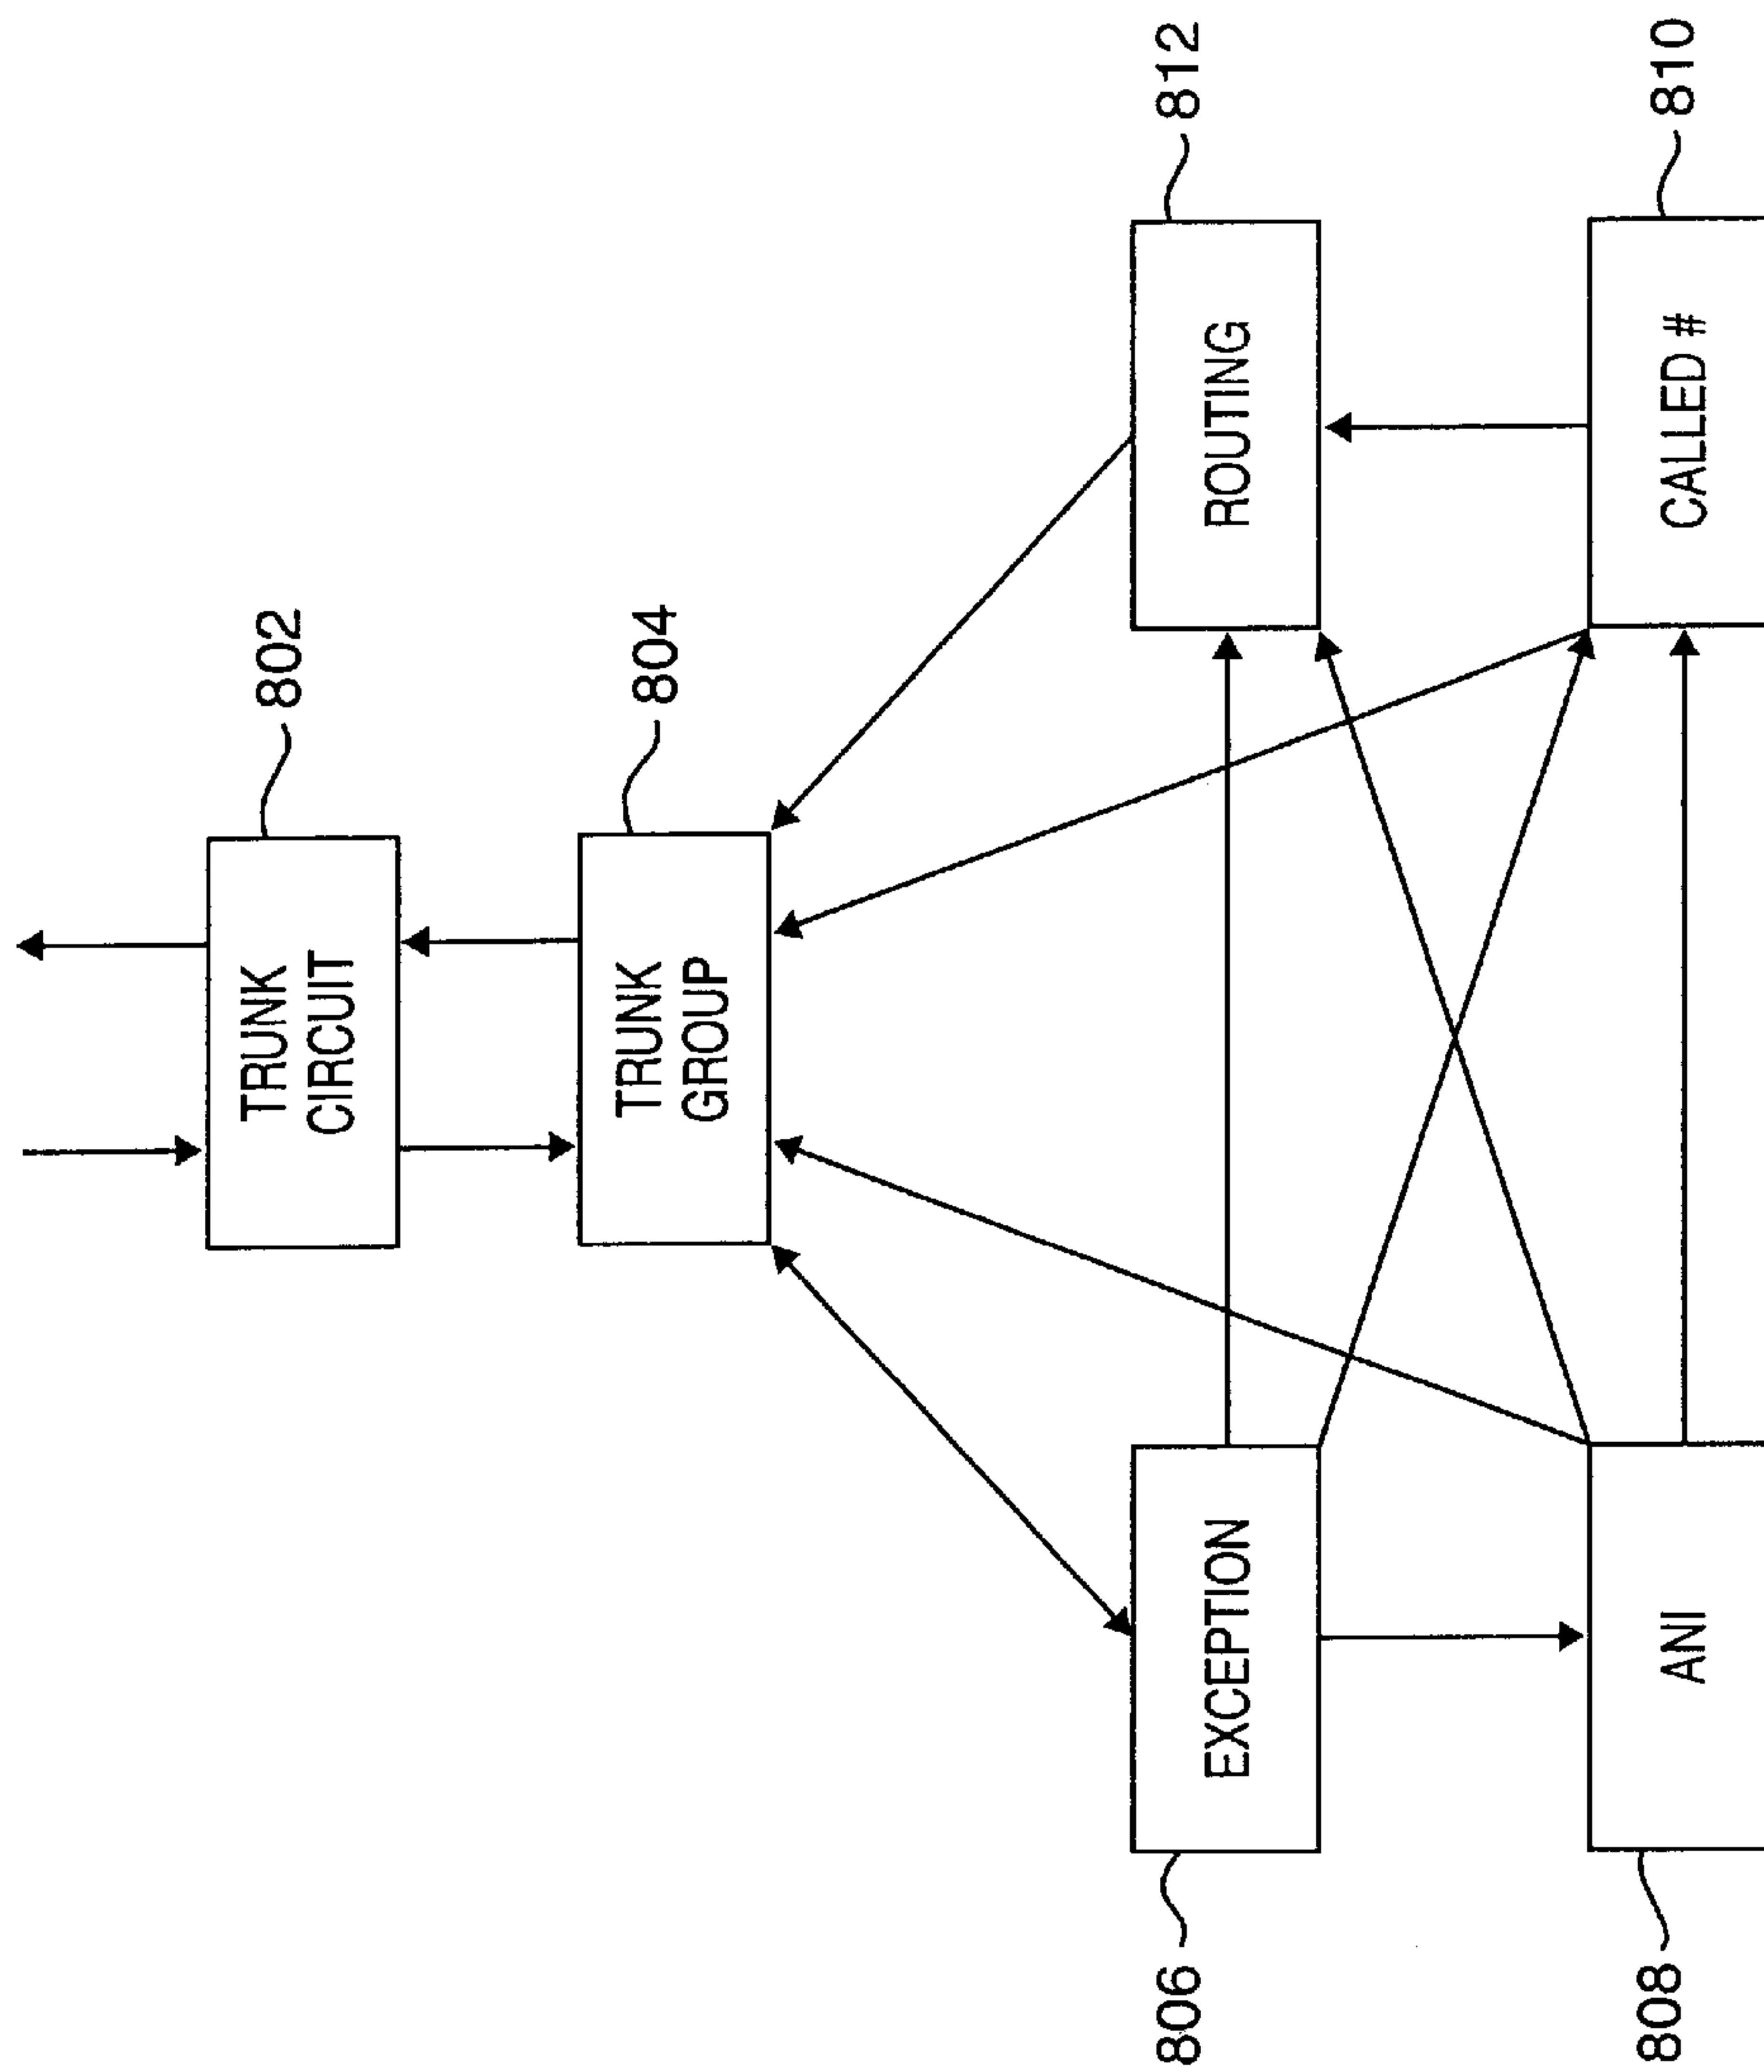 802
TRUNK
CIRCUIT
804
TRUNK
GROUP
806
EXCEPTION
812
ROUTING
808
ANI
810
CALLED #